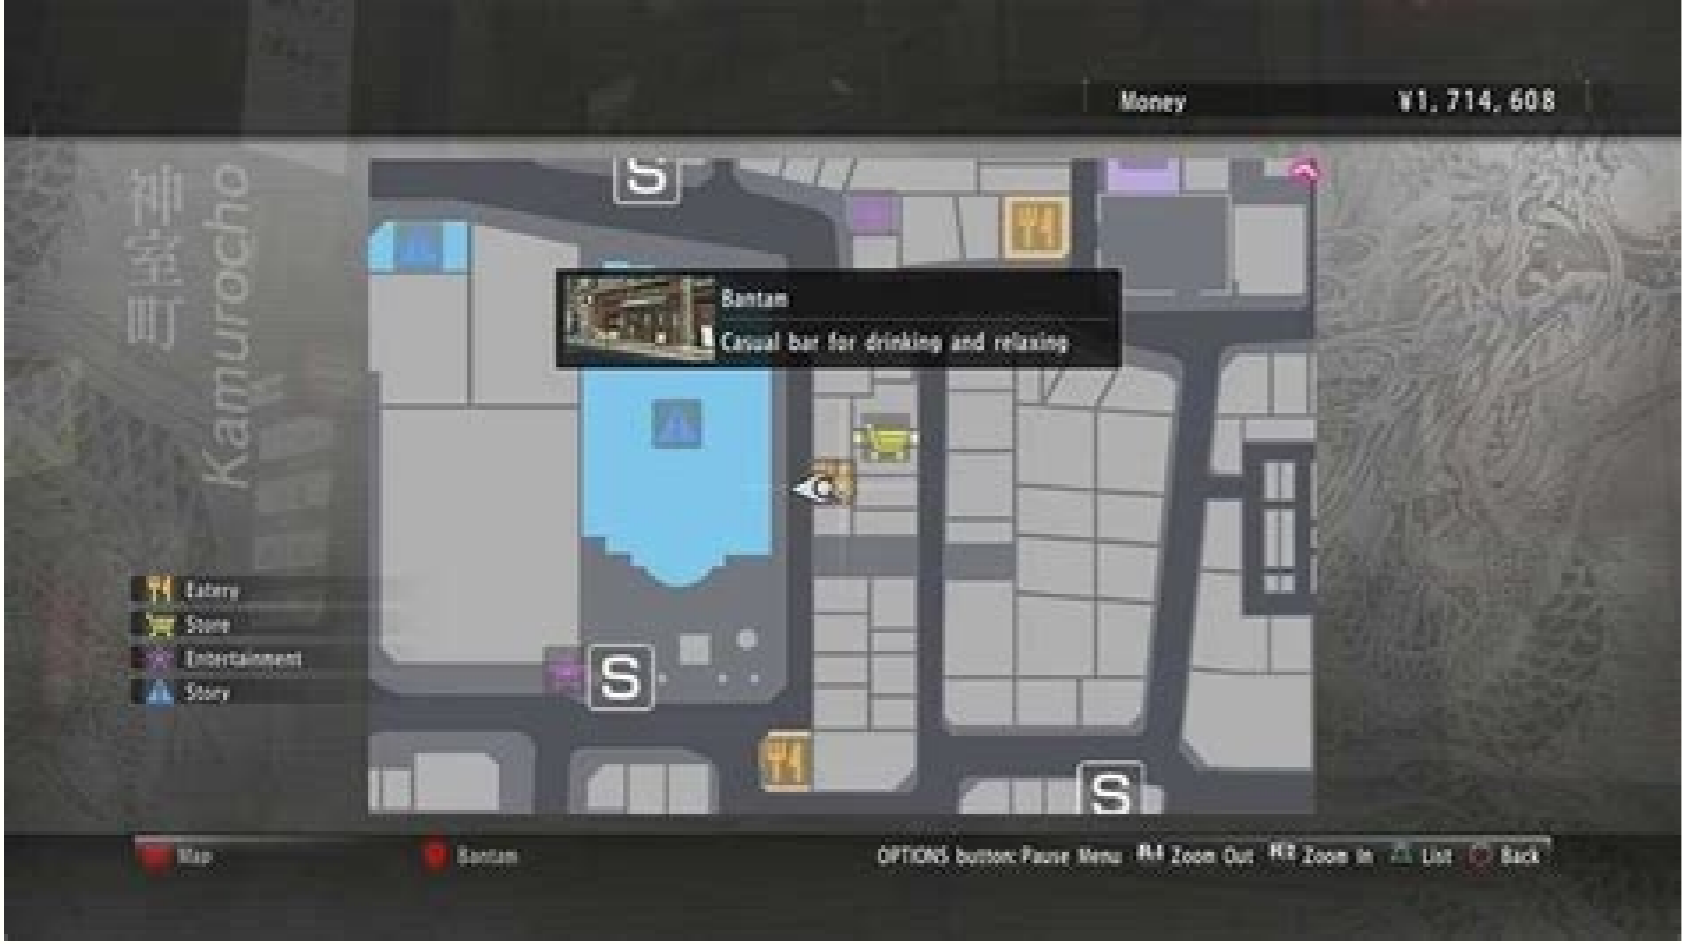 Money ¥1,714,608
S
神室町
Kamurocho
Bantam
Casual bar for drinking and relaxing
Eatery
Store
Entertainment
Story
S
S
Map
Bantam
OPTIONS button: Pause Menu
Zoom Out
R2 Zoom In
List
Back